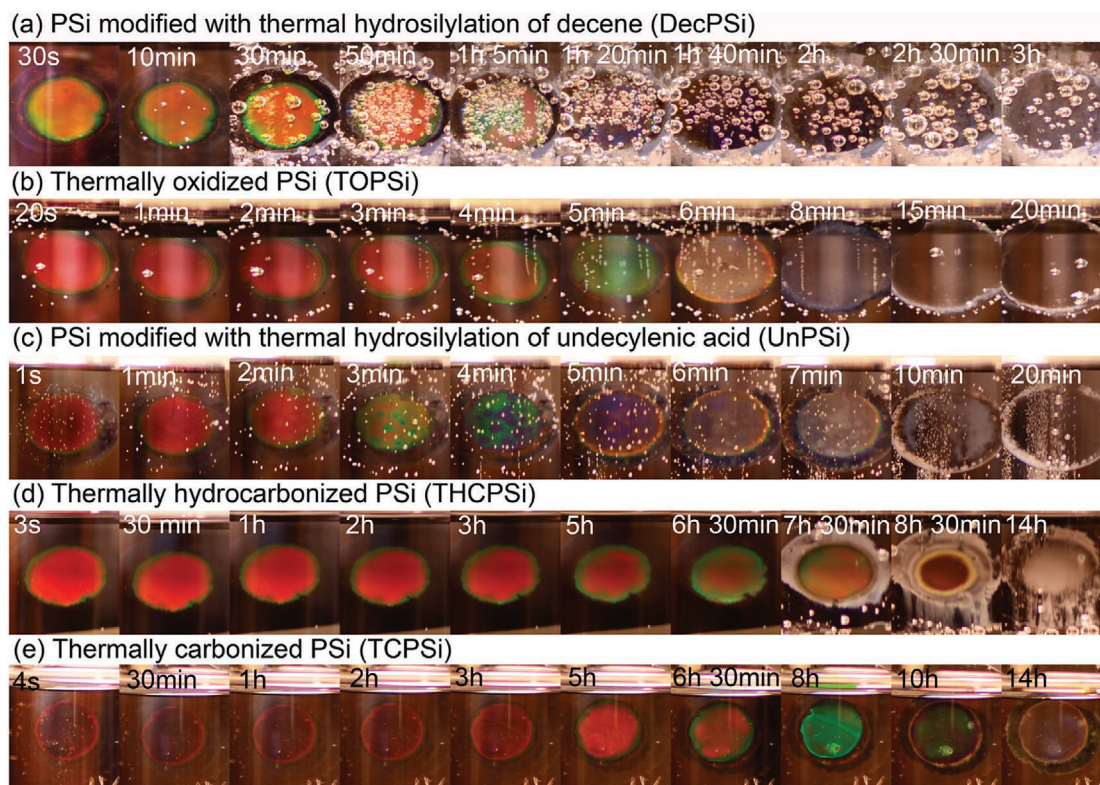 (a) PSi modified with thermal hydrosilylation of decene (DecPSi)
30s 10min 30min 50min 1h 5min 1h 20min 1h 40min 2h 2h 30min 3h
(b) Thermally oxidized PSi (TOPSi)
20s 1min 2min 3min 4min 5min 6min 8min 15min 20min
(c) PSi modified with thermal hydrosilylation of undecylenic acid (UnPSi)
1s 1min 2min 3min 4min 5min 6min 7min 10min 20min
(d) Thermally hydrocarbonized PSi (THCPSi)
3s 30 min 1h 2h 3h 5h 6h 30min 7h 30min 8h 30min 14h
(e) Thermally carbonized PSi (TCPSi)
4s 30min 1h 2h 3h 5h 6h 30min 8h 10h 14h